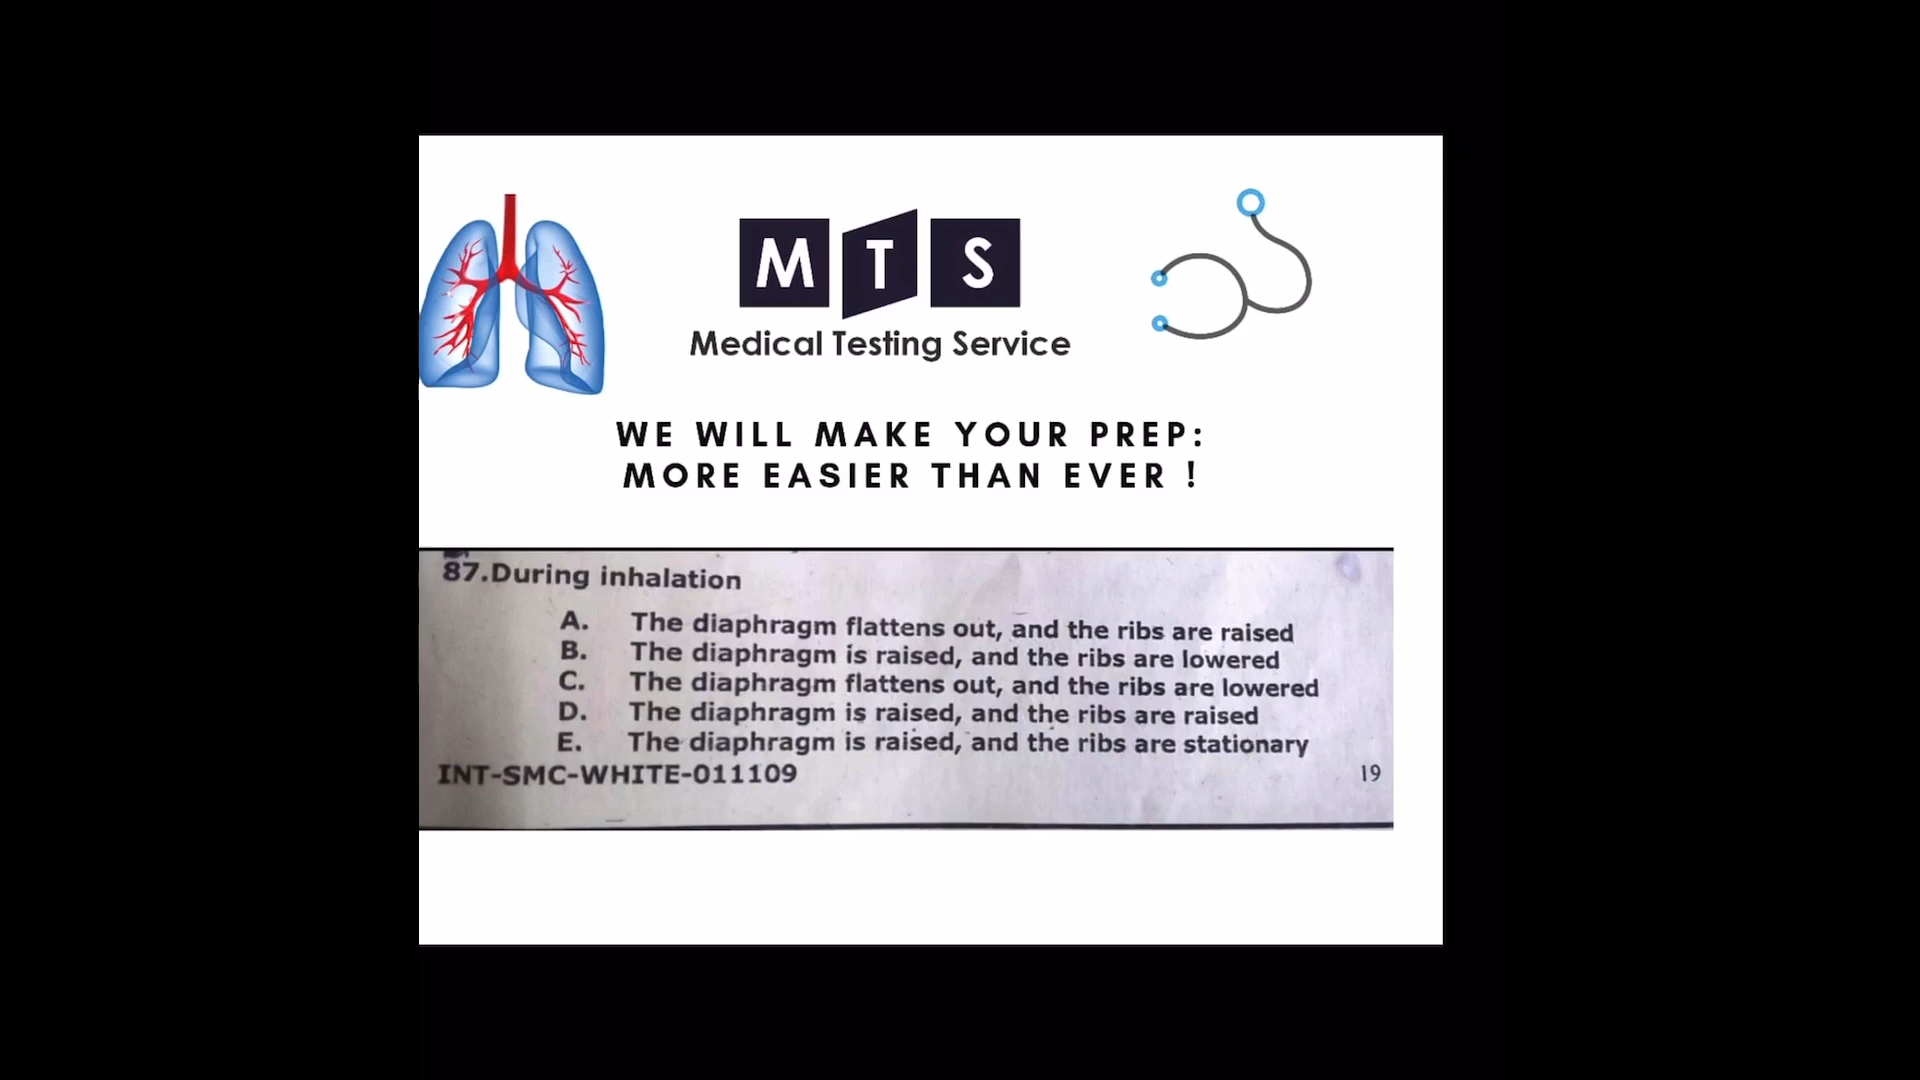 M T S
Medical Testing Service
WE WILL MAKE YOUR PREP:
MORE EASIER THAN EVER !
87.During inhalation
A. The diaphragm flattens out, and the ribs are raised
B. The diaphragm is raised, and the ribs are lowered
C. The diaphragm flattens out, and the ribs are lowered
D. The diaphragm is raised, and the ribs are raised
E. The diaphragm is raised, and the ribs are stationary
INT-SMC-WHITE-011109 19